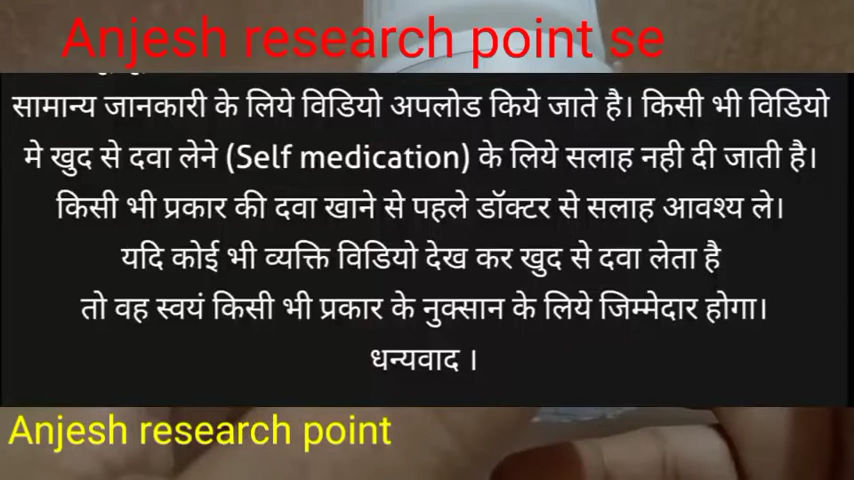 Anjesh research point se
सामान्य जानकारी के लिये विडियो अपलोड किये जाते है। किसी भी विडियो
मे खुद से दवा लेने (Self medication) के लिये सलाह नही दी जाती है।
किसी भी प्रकार की दवा खाने से पहले डॉक्टर से सलाह आवश्य ले।
यदि कोई भी व्यक्ति विडियो देख कर खुद से दवा लेता है
तो वह स्वयं किसी भी प्रकार के नुक्सान के लिये जिम्मेदार होगा।
धन्यवाद ।
Anjesh research point